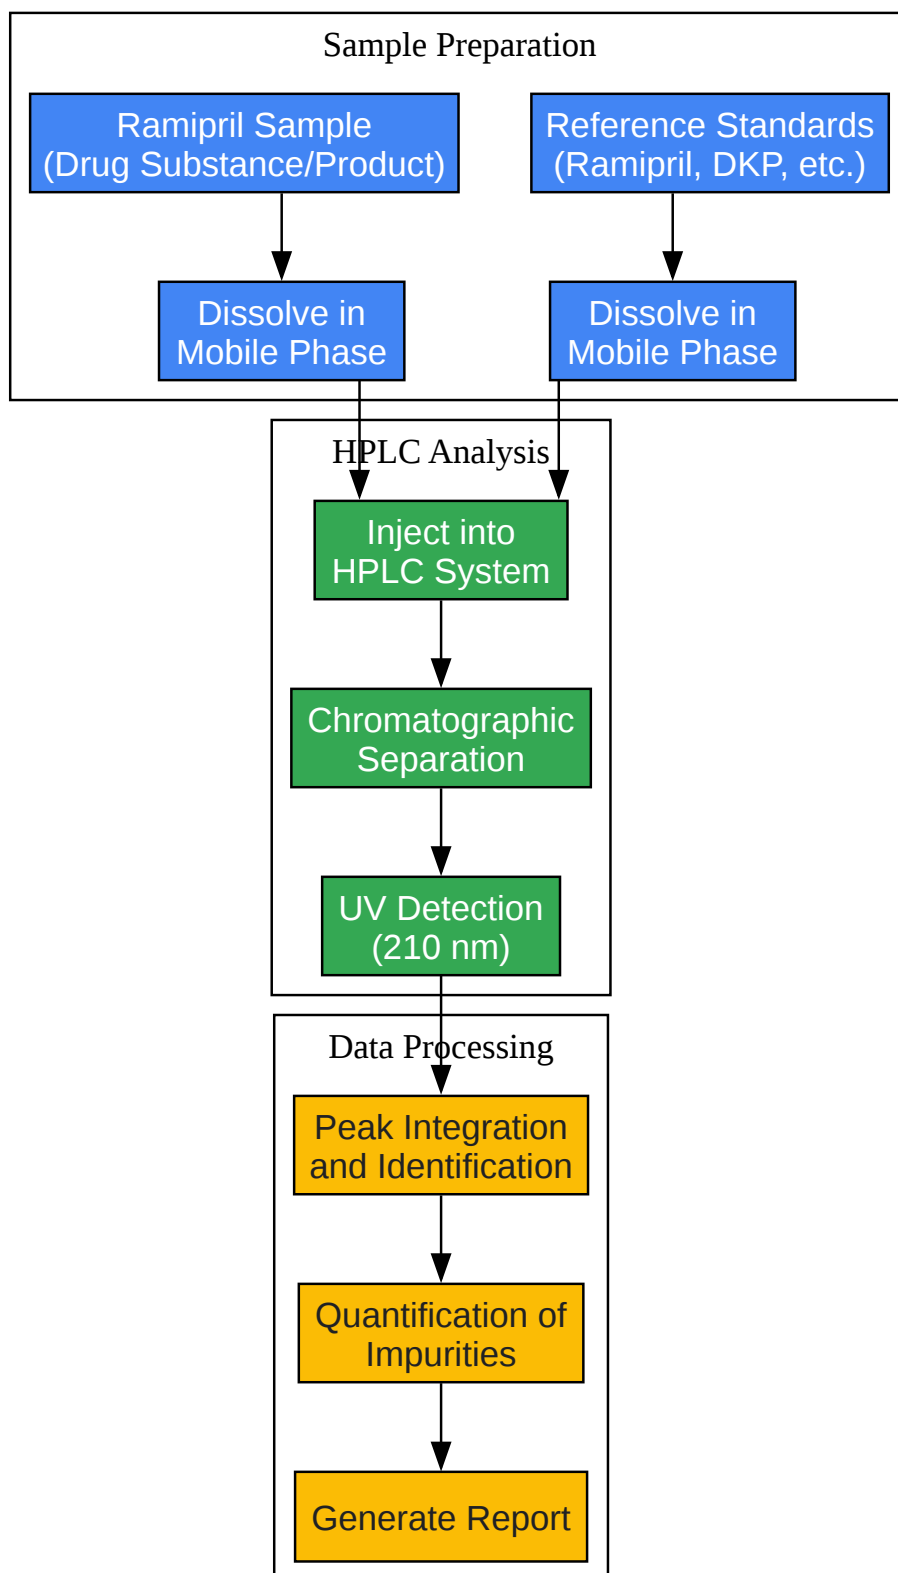 Sample Preparation
Ramipril Sample
(Drug Substance/Product)
Reference Standards
(Ramipril, DKP, etc.)
Dissolve in
Mobile Phase
Dissolve in
Mobile Phase
HPLC Analysis
Inject into
HPLC System
Chromatographic
Separation
UV Detection
(210 nm)
Data Processing
Peak Integration
and Identification
Quantification of
Impurities
Generate Report